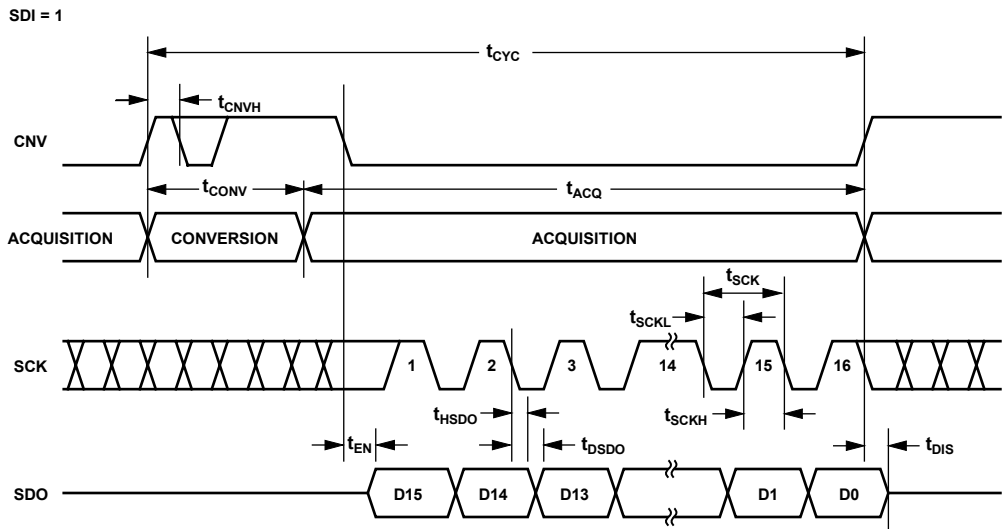 SDI = 1
tCYC
tCNVH
CNV
tCONV
tACQ
ACQUISITION CONVERSION ACQUISITION
tSCK
tSCKL
SCK 1 2 3 14 15 16
tHSDO tSCKH
tEN tDSDO tDIS
SDO D15 D14 D13 D1 D0